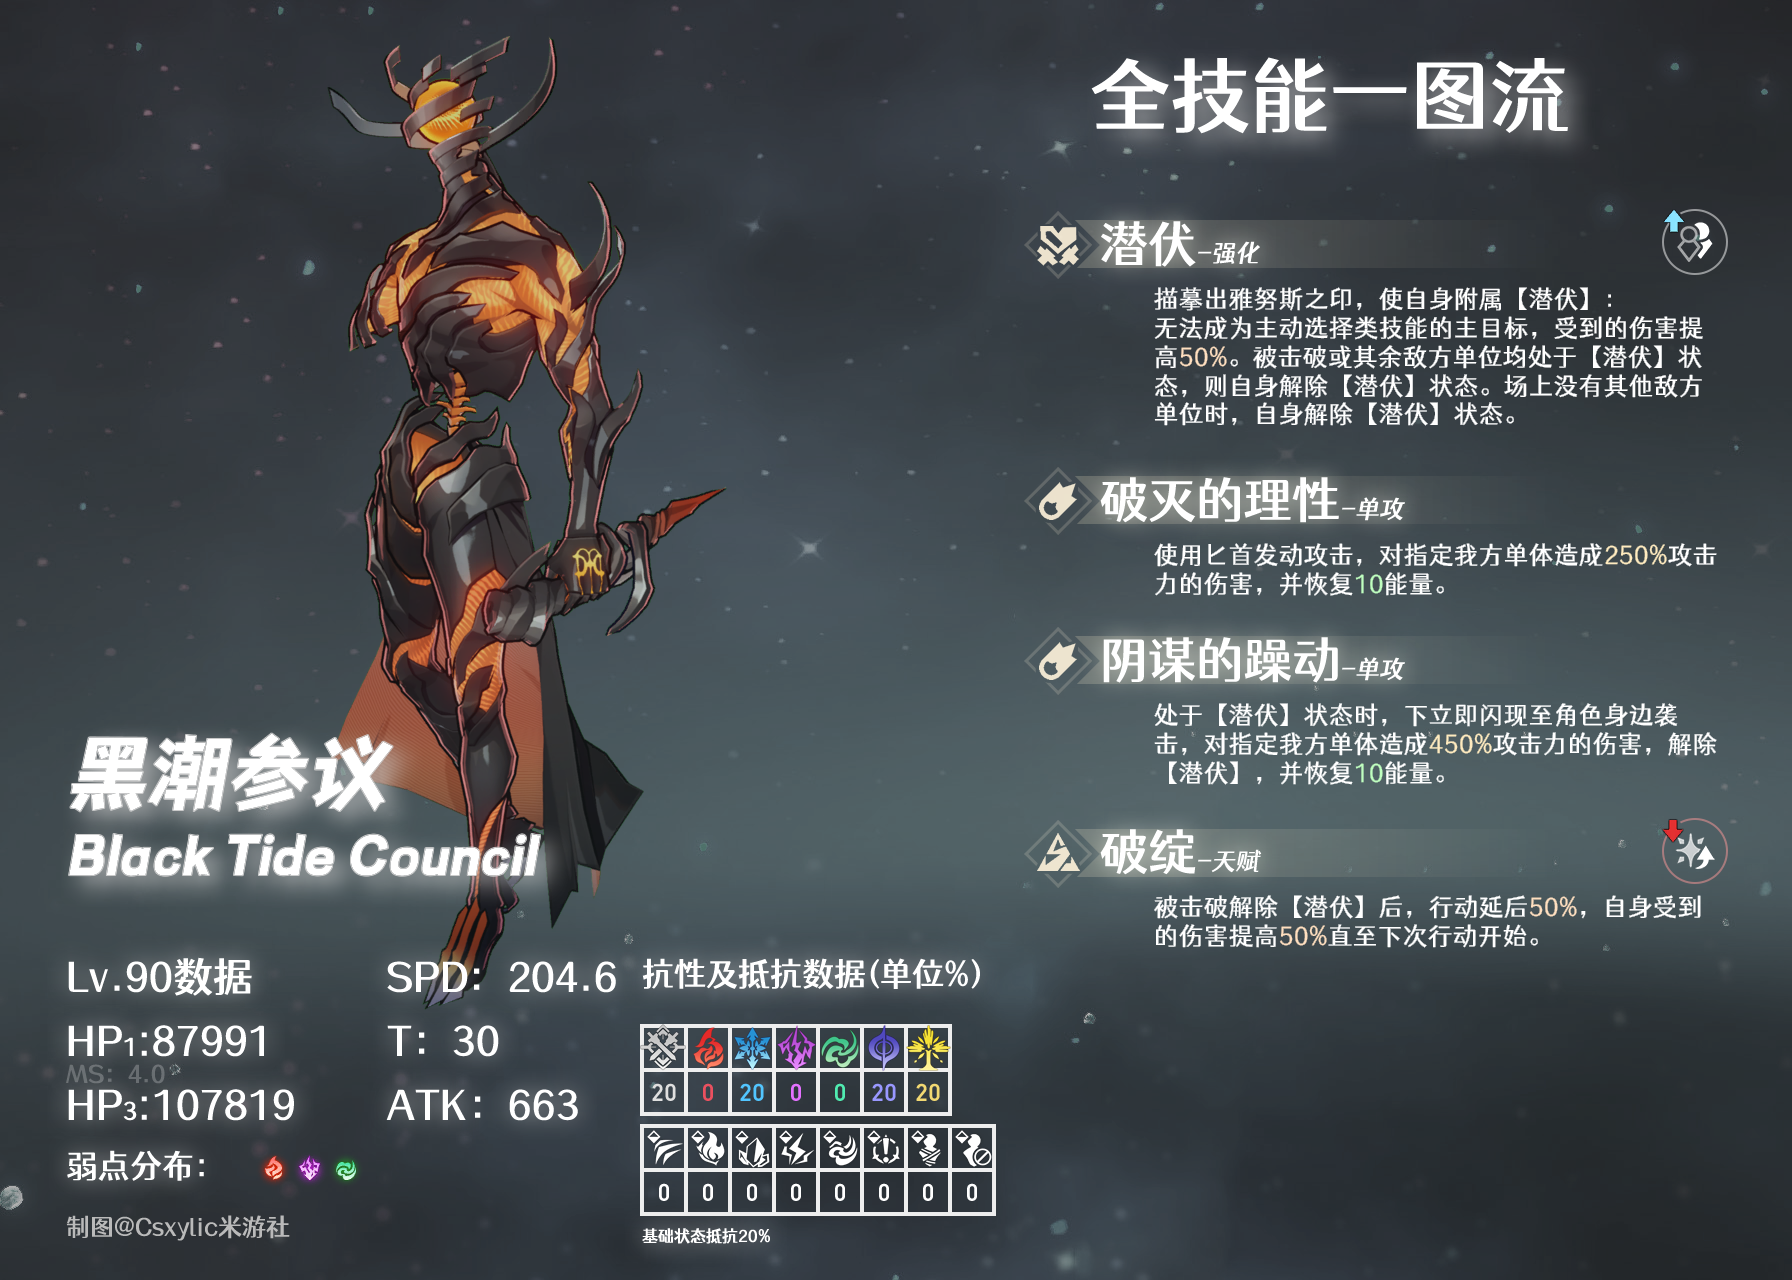 全技能一图流
潜伏-强化
描摹出雅努斯之印，使自身附属【潜伏】：
无法成为主动选择类技能的主目标，受到的伤害提
高50%。被击破或其余敌方单位均处于【潜伏】状
态，则自身解除【潜伏】状态。场上没有其他敌方
单位时，自身解除【潜伏】状态。
破灭的理性-单攻
使用匕首发动攻击，对指定我方单体造成250%攻击
力的伤害，并恢复10能量。
阴谋的躁动-单攻
处于【潜伏】状态时，下立即闪现至角色身边袭
击，对指定我方单体造成450%攻击力的伤害，解除
【潜伏】，并恢复10能量。
破绽-天赋
被击破解除【潜伏】后，行动延后50%，自身受到
的伤害提高50%直至下次行动开始。
黑潮参议
Black Tide Council
Lv.90数据
SPD：204.6
HP1:87991
T：30
MS：4.0
HP3:107819
ATK：663
弱点分布：
制图@Csxylic米游社
抗性及抵抗数据(单位%)
20 0 20 0 0 20 20
0 0 0 0 0 0 0 0
基础状态抵抗20%